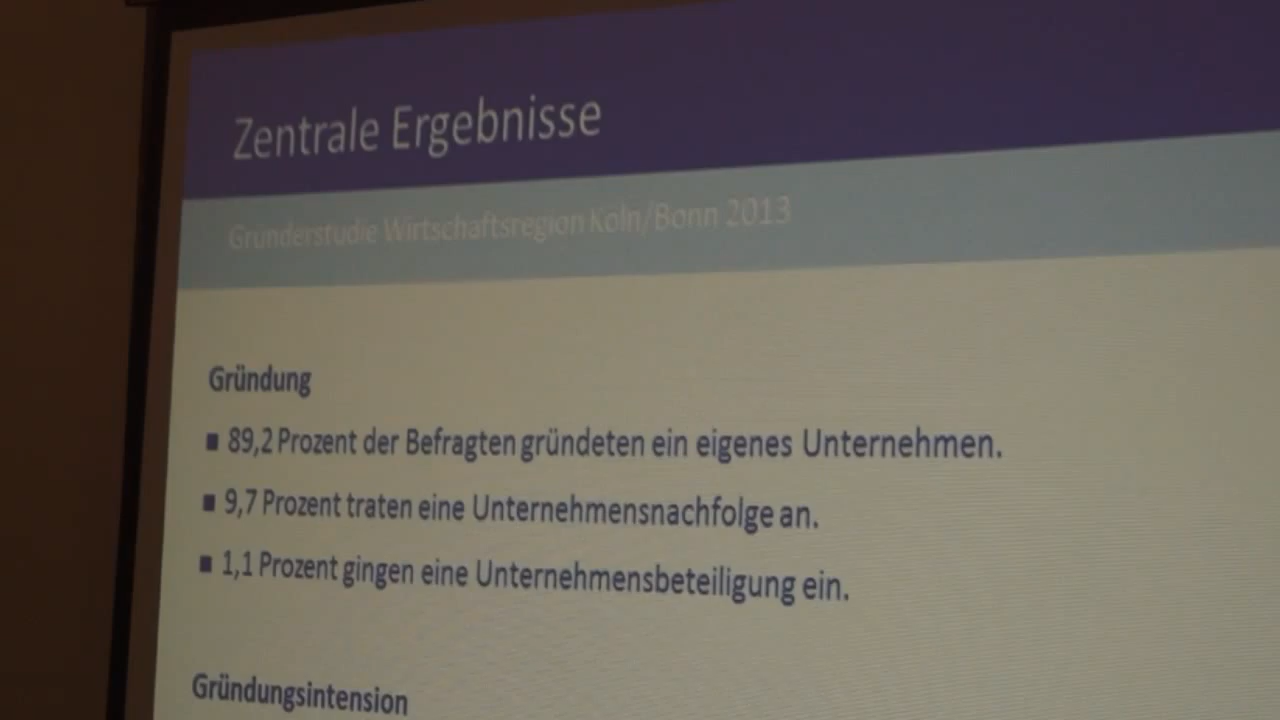 Zentrale Ergebnisse
Gründerstudie Wirtschaftsregion Köln/Bonn 2013
Gründung
■ 89,2 Prozent der Befragten gründeten ein eigenes Unternehmen.
■ 9,7 Prozent traten eine Unternehmensnachfolge an.
■ 1,1 Prozent gingen eine Unternehmensbeteiligung ein.
Gründungsintension